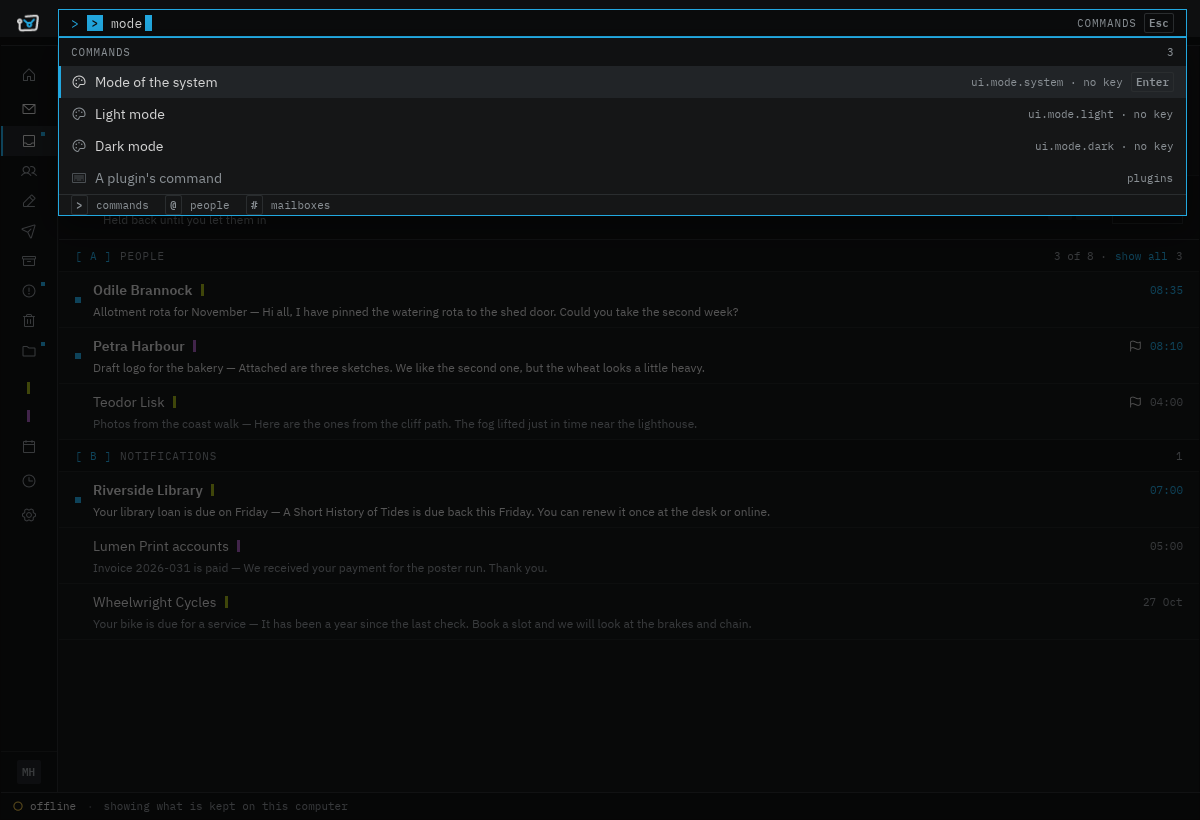 > > mode COMMANDS Esc
COMMANDS 3
Mode of the system ui.mode.system · no key Enter
Light mode ui.mode.light · no key
Dark mode ui.mode.dark · no key
A plugin's command plugins
> commands @ people # mailboxes
Held back until you let them in
[ A ] PEOPLE 3 of 8 · show all 3
Odile Brannock 08:35
Allotment rota for November — Hi all, I have pinned the watering rota to the shed door. Could you take the second week?
Petra Harbour 08:10
Draft logo for the bakery — Attached are three sketches. We like the second one, but the wheat looks a little heavy.
Teodor Lisk 04:00
Photos from the coast walk — Here are the ones from the cliff path. The fog lifted just in time near the lighthouse.
[ B ] NOTIFICATIONS 1
Riverside Library 07:00
Your library loan is due on Friday — A Short History of Tides is due back this Friday. You can renew it once at the desk or online.
Lumen Print accounts 05:00
Invoice 2026-031 is paid — We received your payment for the poster run. Thank you.
Wheelwright Cycles 27 Oct
Your bike is due for a service — It has been a year since the last check. Book a slot and we will look at the brakes and chain.
MH
offline · showing what is kept on this computer